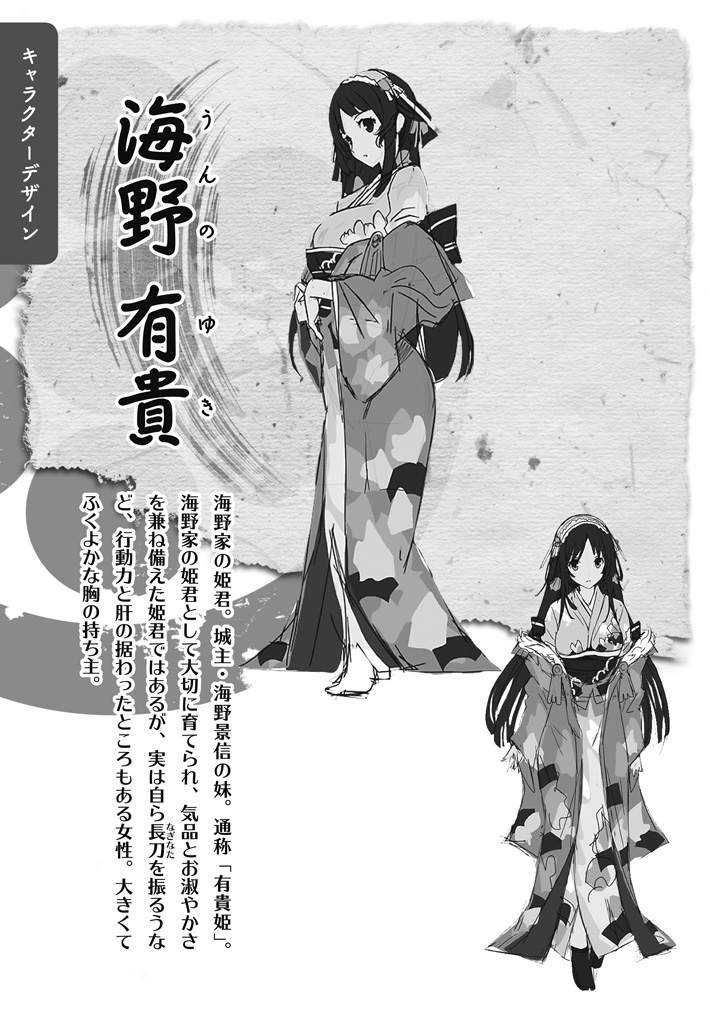 キャラクターデザイン
海野 有貴
うんの ゆき
海野家の姫君。城主・海野景信の妹。通称「有貴姫」。
海野家の姫君として大切に育てられ、気品とお淑やかさ
を兼ね備えた姫君ではあるが、実は自ら長刀を振るうな
なぎなた
ど、行動力と肝の据わったところもある女性。大きくて
ふくよかな胸の持ち主。